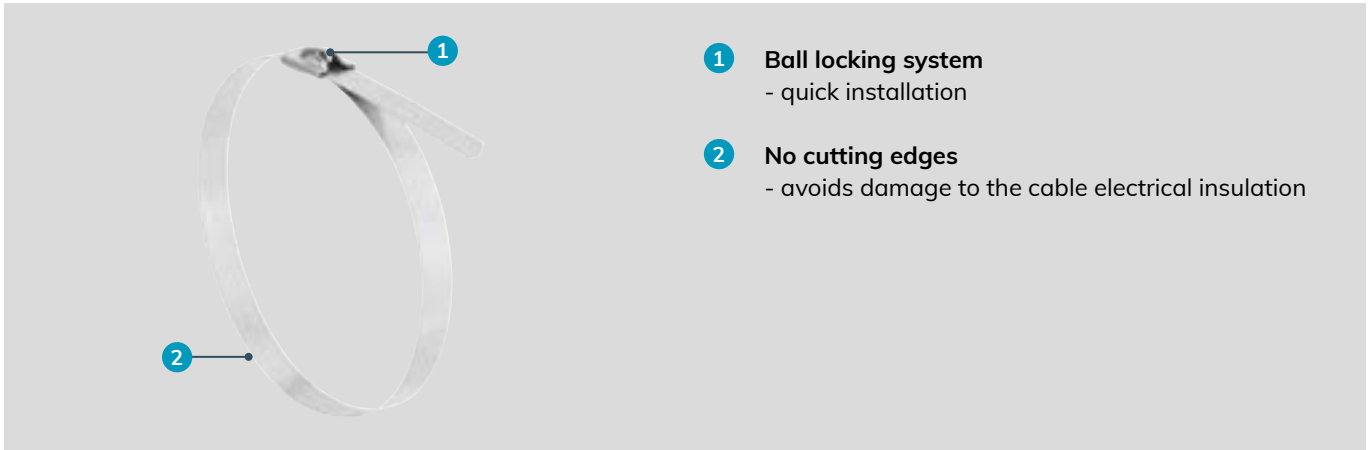 1
2
1 Ball locking system
- quick installation
2 No cutting edges
- avoids damage to the cable electrical insulation